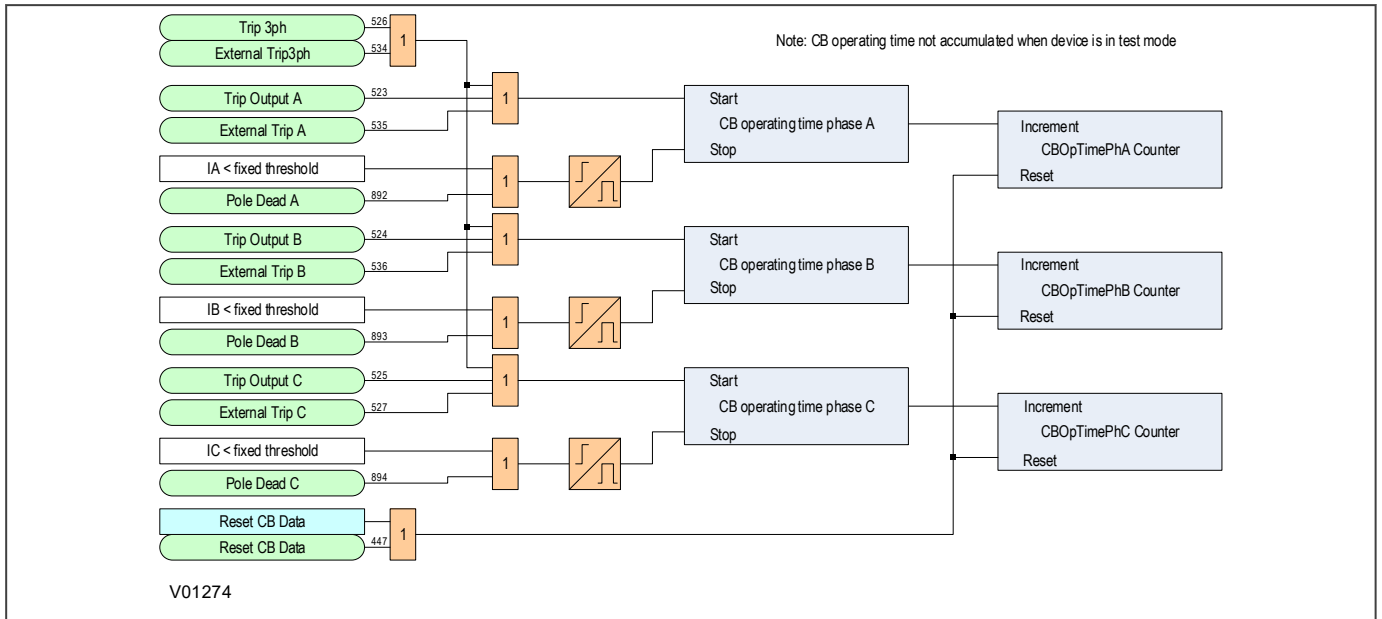 Trip 3ph
526
External Trip3ph
534
1
Note: CB operating time not accumulated when device is in test mode
Trip Output A
523
External Trip A
535
1
Start
CB operating time phase A
Stop
Increment
CBOpTimePhA Counter
Reset
IA < fixed threshold
Pole Dead A
892
1
Trip Output B
524
External Trip B
536
1
Start
CB operating time phase B
Stop
Increment
CBOpTimePhB Counter
Reset
IB < fixed threshold
Pole Dead B
893
1
Trip Output C
525
External Trip C
527
1
Start
CB operating time phase C
Stop
Increment
CBOpTimePhC Counter
Reset
IC < fixed threshold
Pole Dead C
894
1
Reset CB Data
Reset CB Data
447
1
V01274